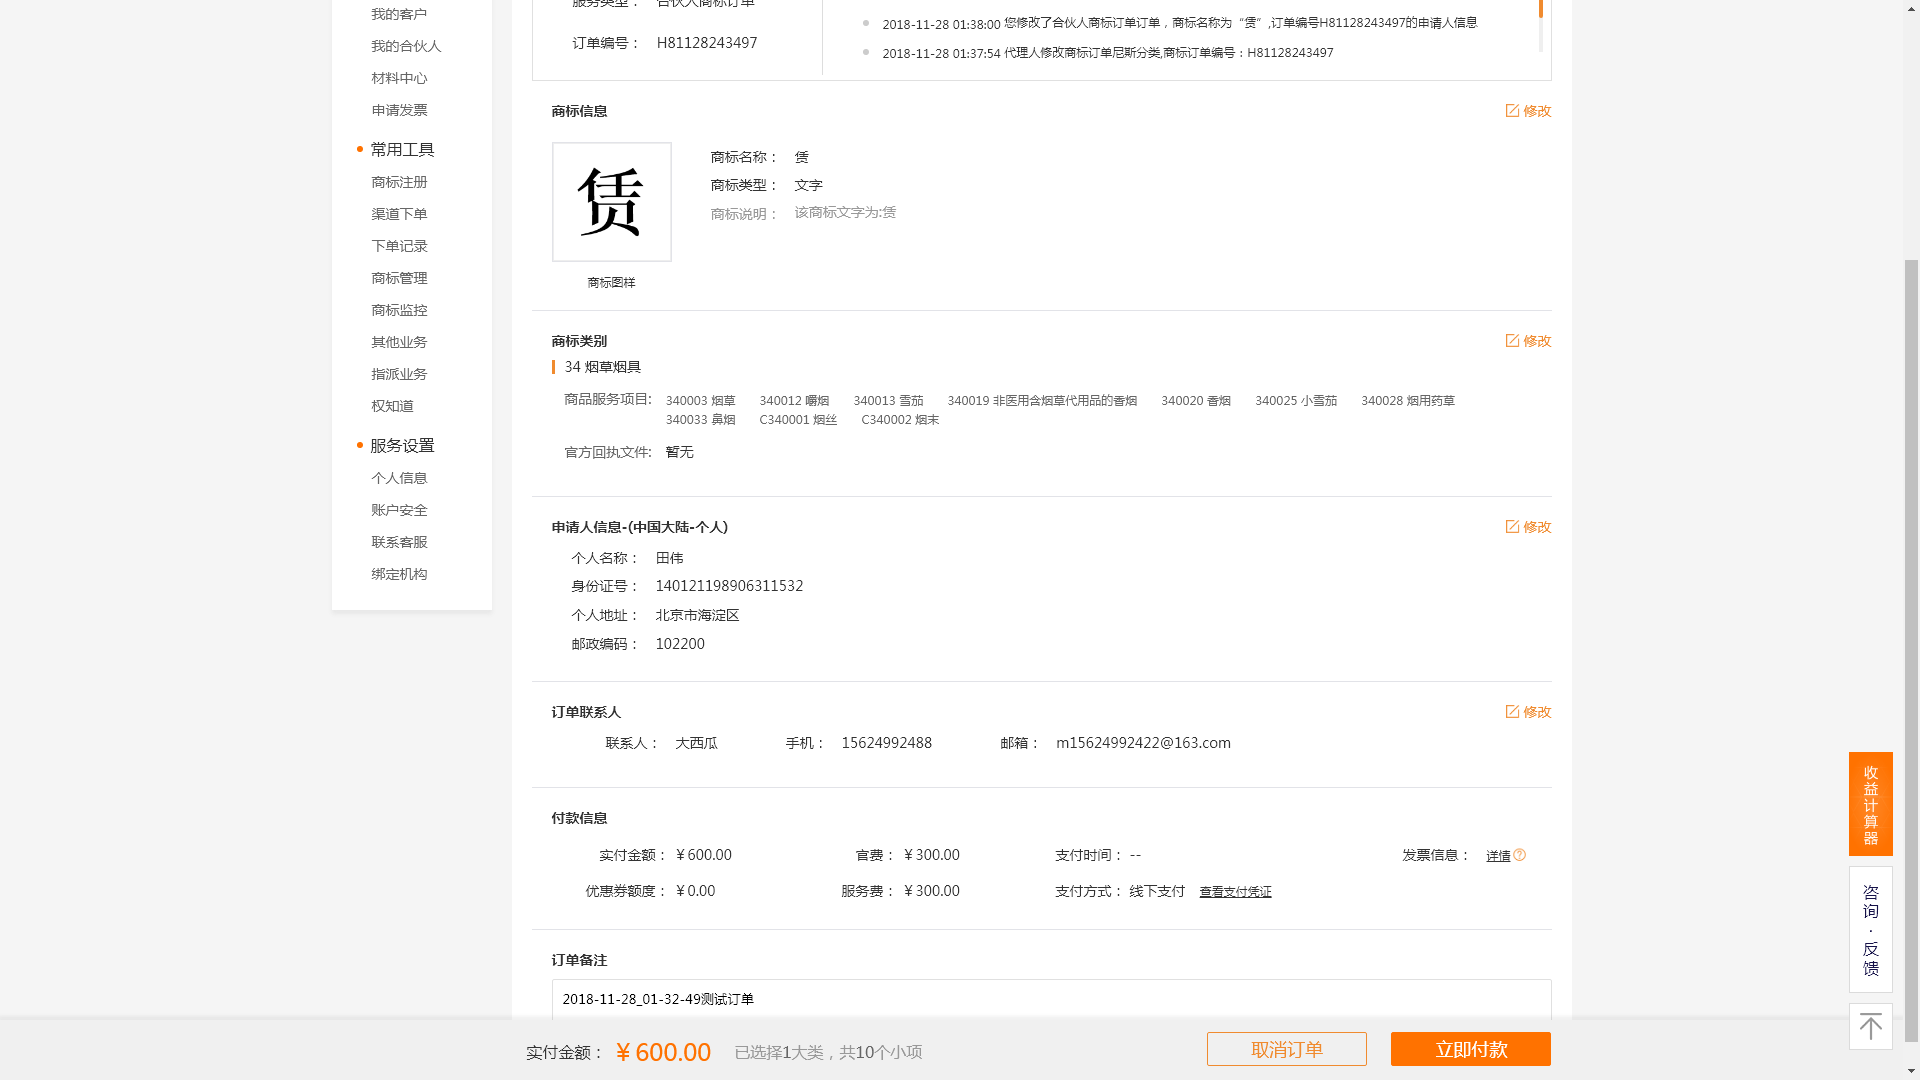 我的客户
我的合伙人
材料中心
申请发票
常用工具
商标注册
渠道下单
下单记录
商标管理
商标监控
其他业务
指派业务
权知道
服务设置
个人信息
账户安全
联系客服
绑定机构
服务类型： 合伙人商标订单
订单编号： H81128243497
2018-11-28 01:38:00 您修改了合伙人商标订单订单，商标名称为“赁”,订单编号H81128243497的申请人信息
2018-11-28 01:37:54 代理人修改商标订单尼斯分类,商标订单编号：H81128243497
商标信息 修改
赁
商标图样
商标名称： 赁
商标类型： 文字
商标说明： 该商标文字为:赁
商标类别 修改
34 烟草烟具
商品服务项目: 340003 烟草 340012 嚼烟 340013 雪茄 340019 非医用含烟草代用品的香烟 340020 香烟 340025 小雪茄 340028 烟用药草
340033 鼻烟 C340001 烟丝 C340002 烟末
官方回执文件: 暂无
申请人信息-(中国大陆-个人) 修改
个人名称： 田伟
身份证号： 140121198906311532
个人地址： 北京市海淀区
邮政编码： 102200
订单联系人 修改
联系人： 大西瓜 手机： 15624992488 邮箱： m15624992422@163.com
付款信息
实付金额： ￥600.00 官费： ￥300.00 支付时间： -- 发票信息： 详情
优惠券额度： ￥0.00 服务费： ￥300.00 支付方式： 线下支付 查看支付凭证
订单备注
2018-11-28_01-32-49测试订单
实付金额： ￥600.00 已选择1大类，共10个小项 取消订单 立即付款
收益计算器
咨询·反馈